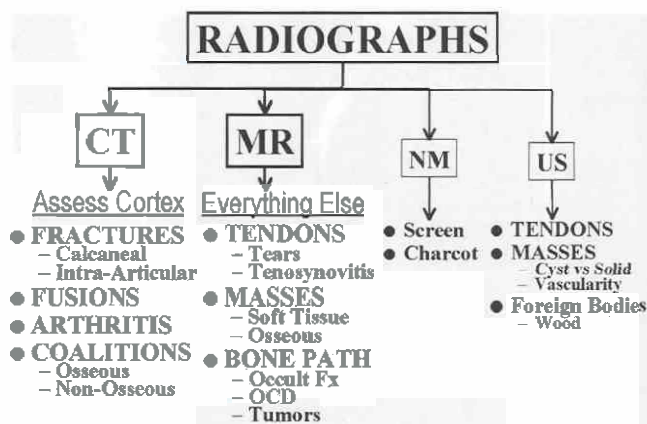 RADIOGRAPHS
CT
Assess Cortex
● FRACTURES
– Calcaneal
– Intra-Articular
● FUSIONS
● ARTHRITIS
● COALITIONS
– Osseous
– Non-Osseous
MR
Everything Else
● TENDONS
– Tears
– Tenosynovitis
● MASSES
– Soft Tissue
– Osseous
● BONE PATH
– Occult Fx
– OCD
– Tumors
NM
● Screen
● Charcot
US
● TENDONS
● MASSES
– Cyst vs Solid
– Vascularity
● Foreign Bodies
– Wood